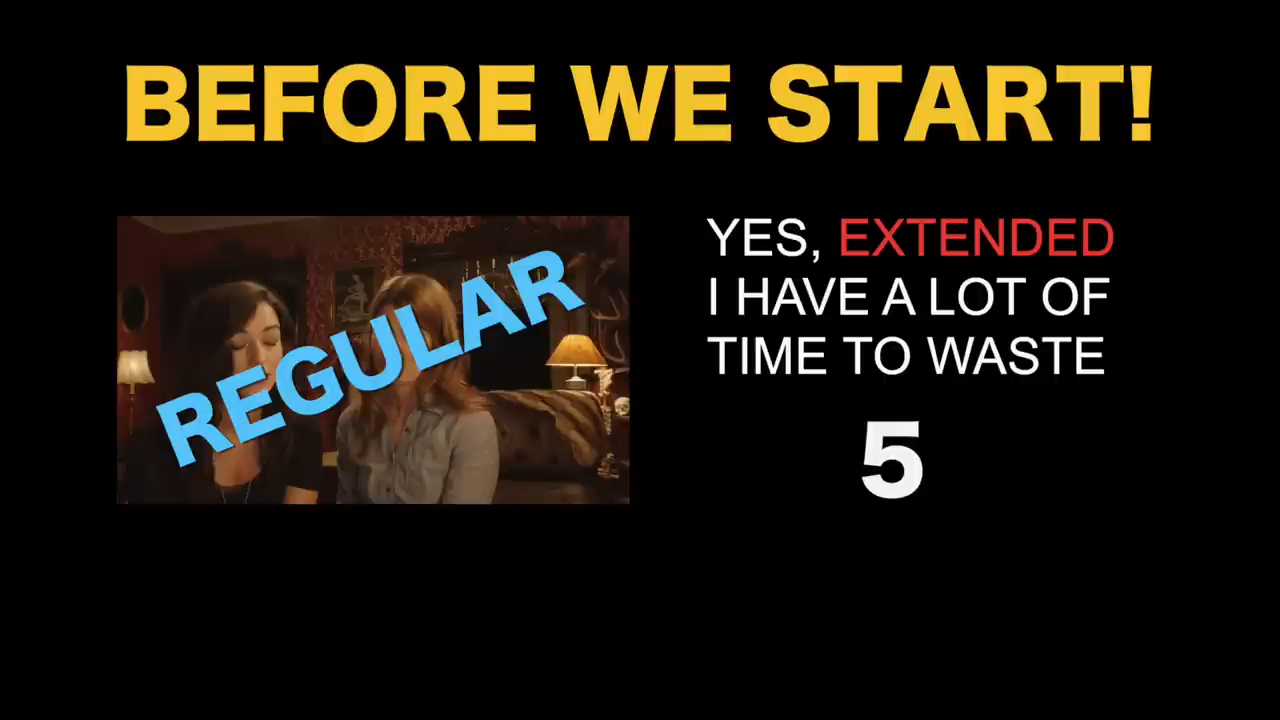 BEFORE WE START!
REGULAR
YES, EXTENDED
I HAVE A LOT OF
TIME TO WASTE
5